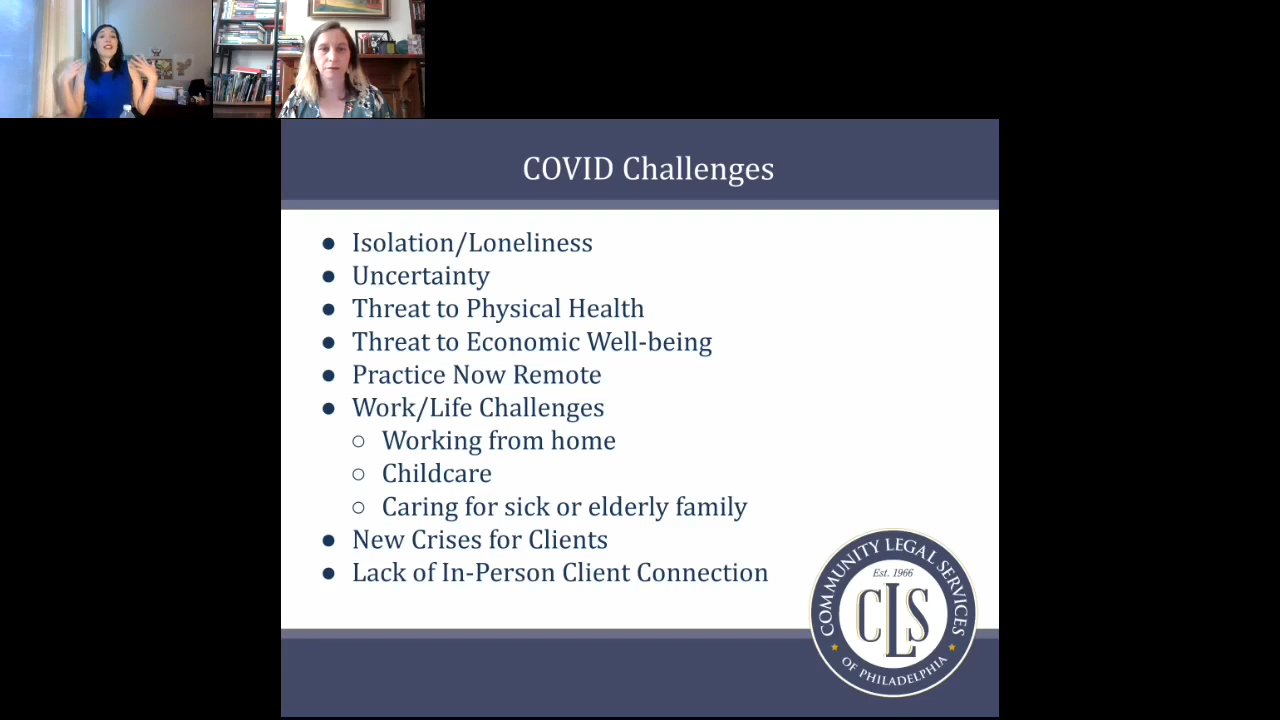 COVID Challenges
● Isolation/Loneliness
● Uncertainty
● Threat to Physical Health
● Threat to Economic Well-being
● Practice Now Remote
● Work/Life Challenges
○ Working from home
○ Childcare
○ Caring for sick or elderly family
● New Crises for Clients
● Lack of In-Person Client Connection
COMMUNITY LEGAL SERVICES
Est. 1966
CLS
OF PHILADELPHIA